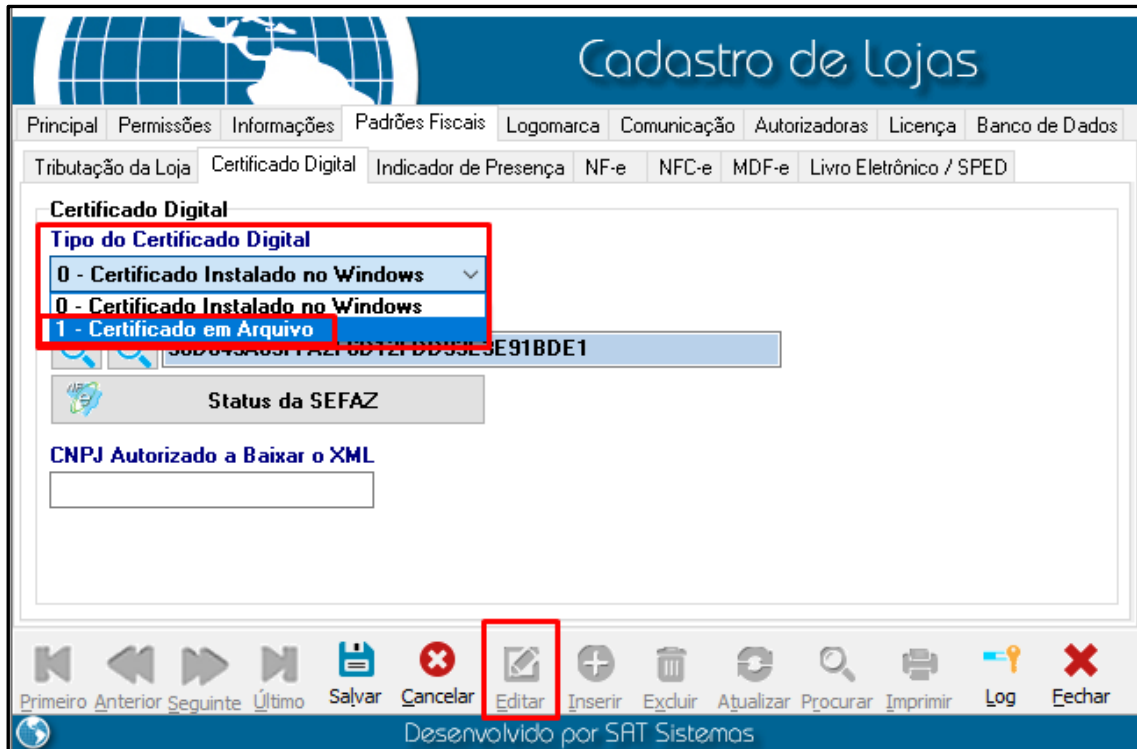 Cadastro de Lojas
Principal Permissões Informações Padrões Fiscais Logomarca Comunicação Autorizadoras Licença Banco de Dados
Tributação da Loja Certificado Digital Indicador de Presença NF-e NFC-e MDF-e Livro Eletrônico / SPED
Certificado Digital
Tipo do Certificado Digital
0 - Certificado Instalado no Windows
0 - Certificado Instalado no Windows
1 - Certificado em Arquivo
Status da SEFAZ
CNPJ Autorizado a Baixar o XML
Primeiro Anterior Seguinte Último Salvar Cancelar Editar Inserir Excluir Atualizar Procurar Imprimir Log Fechar
Desenvolvido por SAT Sistemas